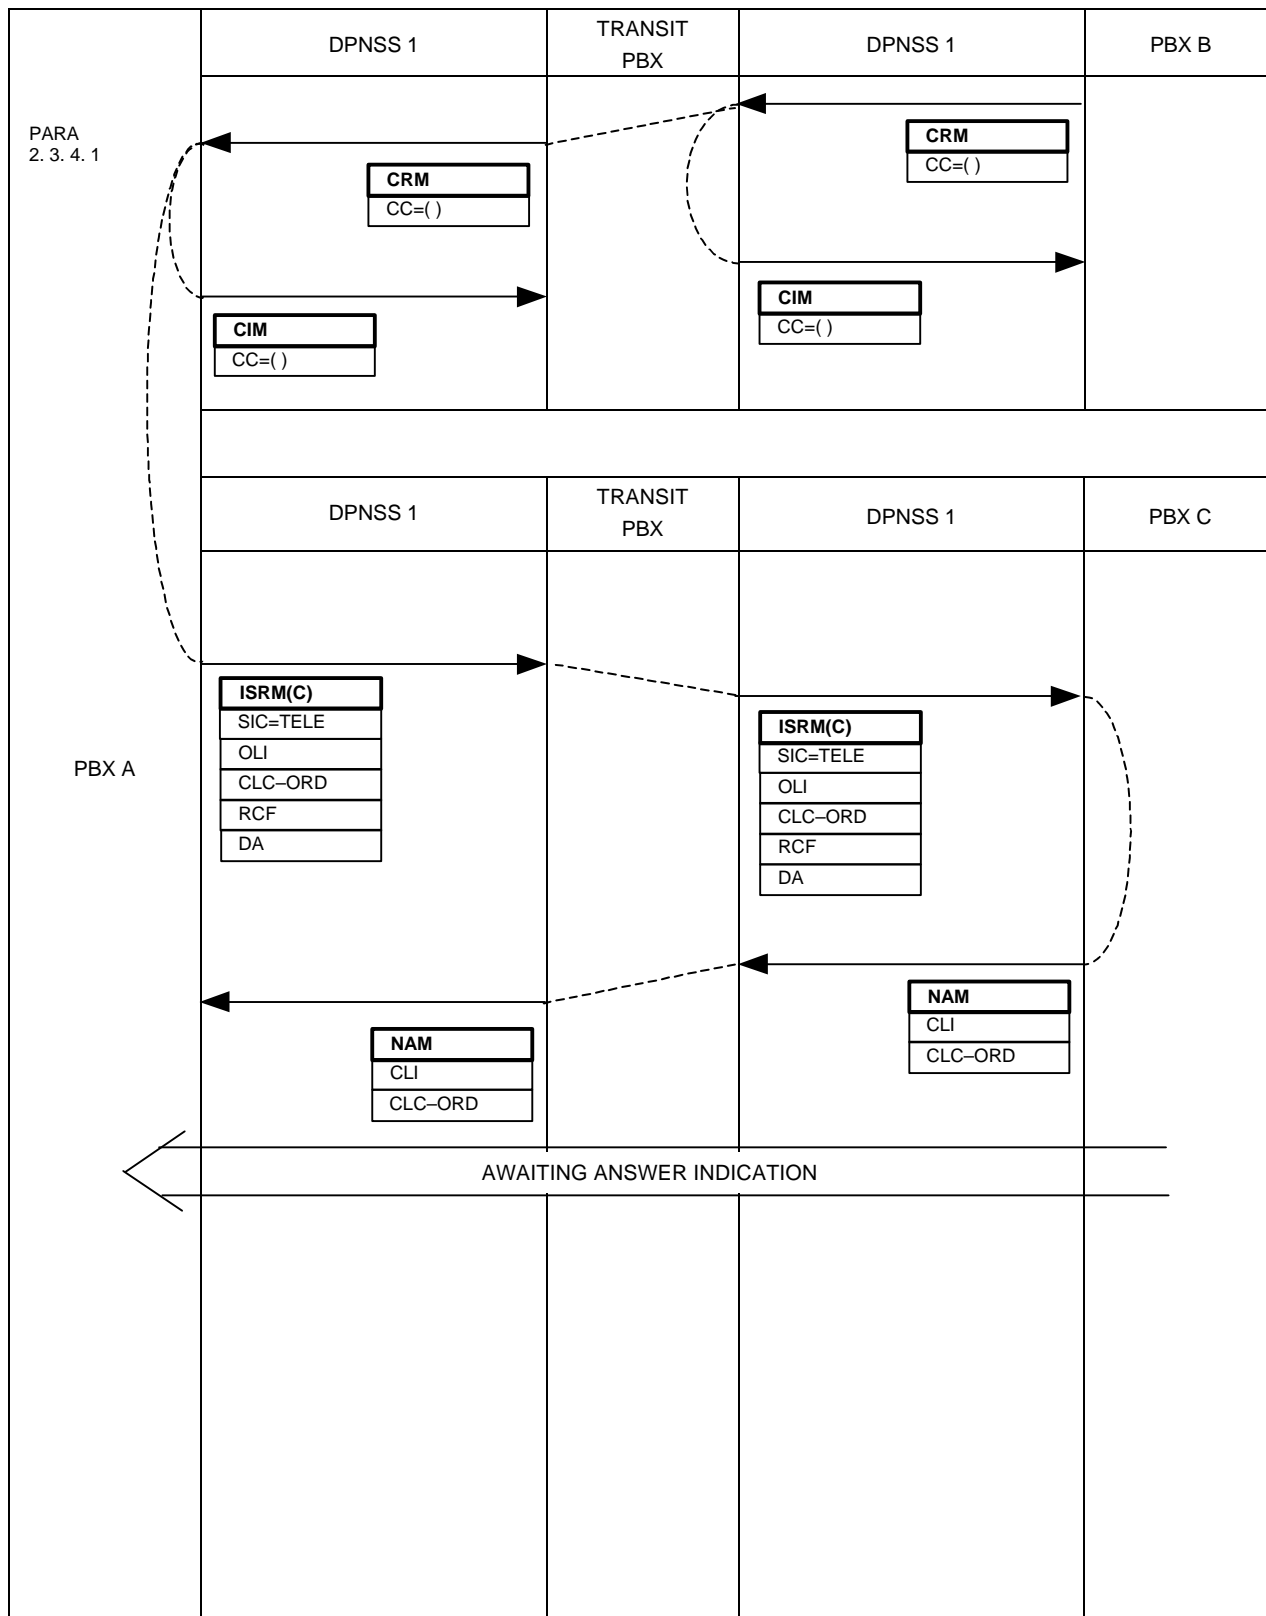 DPNSS 1
TRANSIT
PBX
DPNSS 1
PBX B
PARA
2. 3. 4. 1
CRM
CC=( )
CRM
CC=( )
CIM
CC=( )
CIM
CC=( )
DPNSS 1
TRANSIT
PBX
DPNSS 1
PBX C
PBX A
ISRM(C)
SIC=TELE
OLI
CLC–ORD
RCF
DA
ISRM(C)
SIC=TELE
OLI
CLC–ORD
RCF
DA
NAM
CLI
CLC–ORD
NAM
CLI
CLC–ORD
AWAITING ANSWER INDICATION